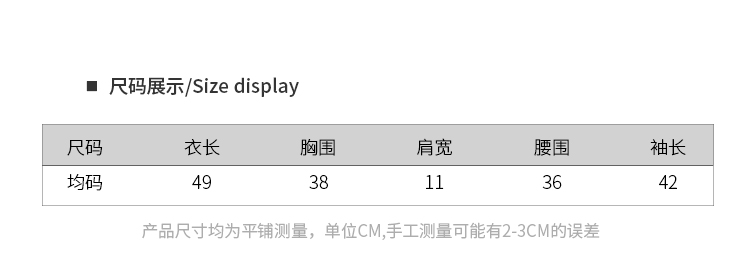 ■ 尺码展示/Size display
尺码 衣长 胸围 肩宽 腰围 袖长
均码 49 38 11 36 42
产品尺寸均为平铺测量，单位CM,手工测量可能有2-3CM的误差